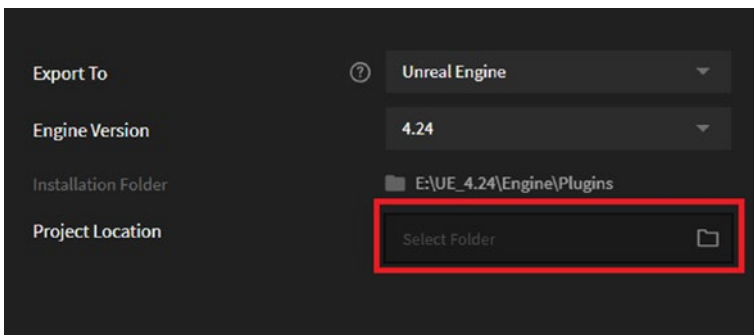 Export To ? Unreal Engine
Engine Version 4.24
Installation Folder E:\UE_4.24\Engine\Plugins
Project Location Select Folder